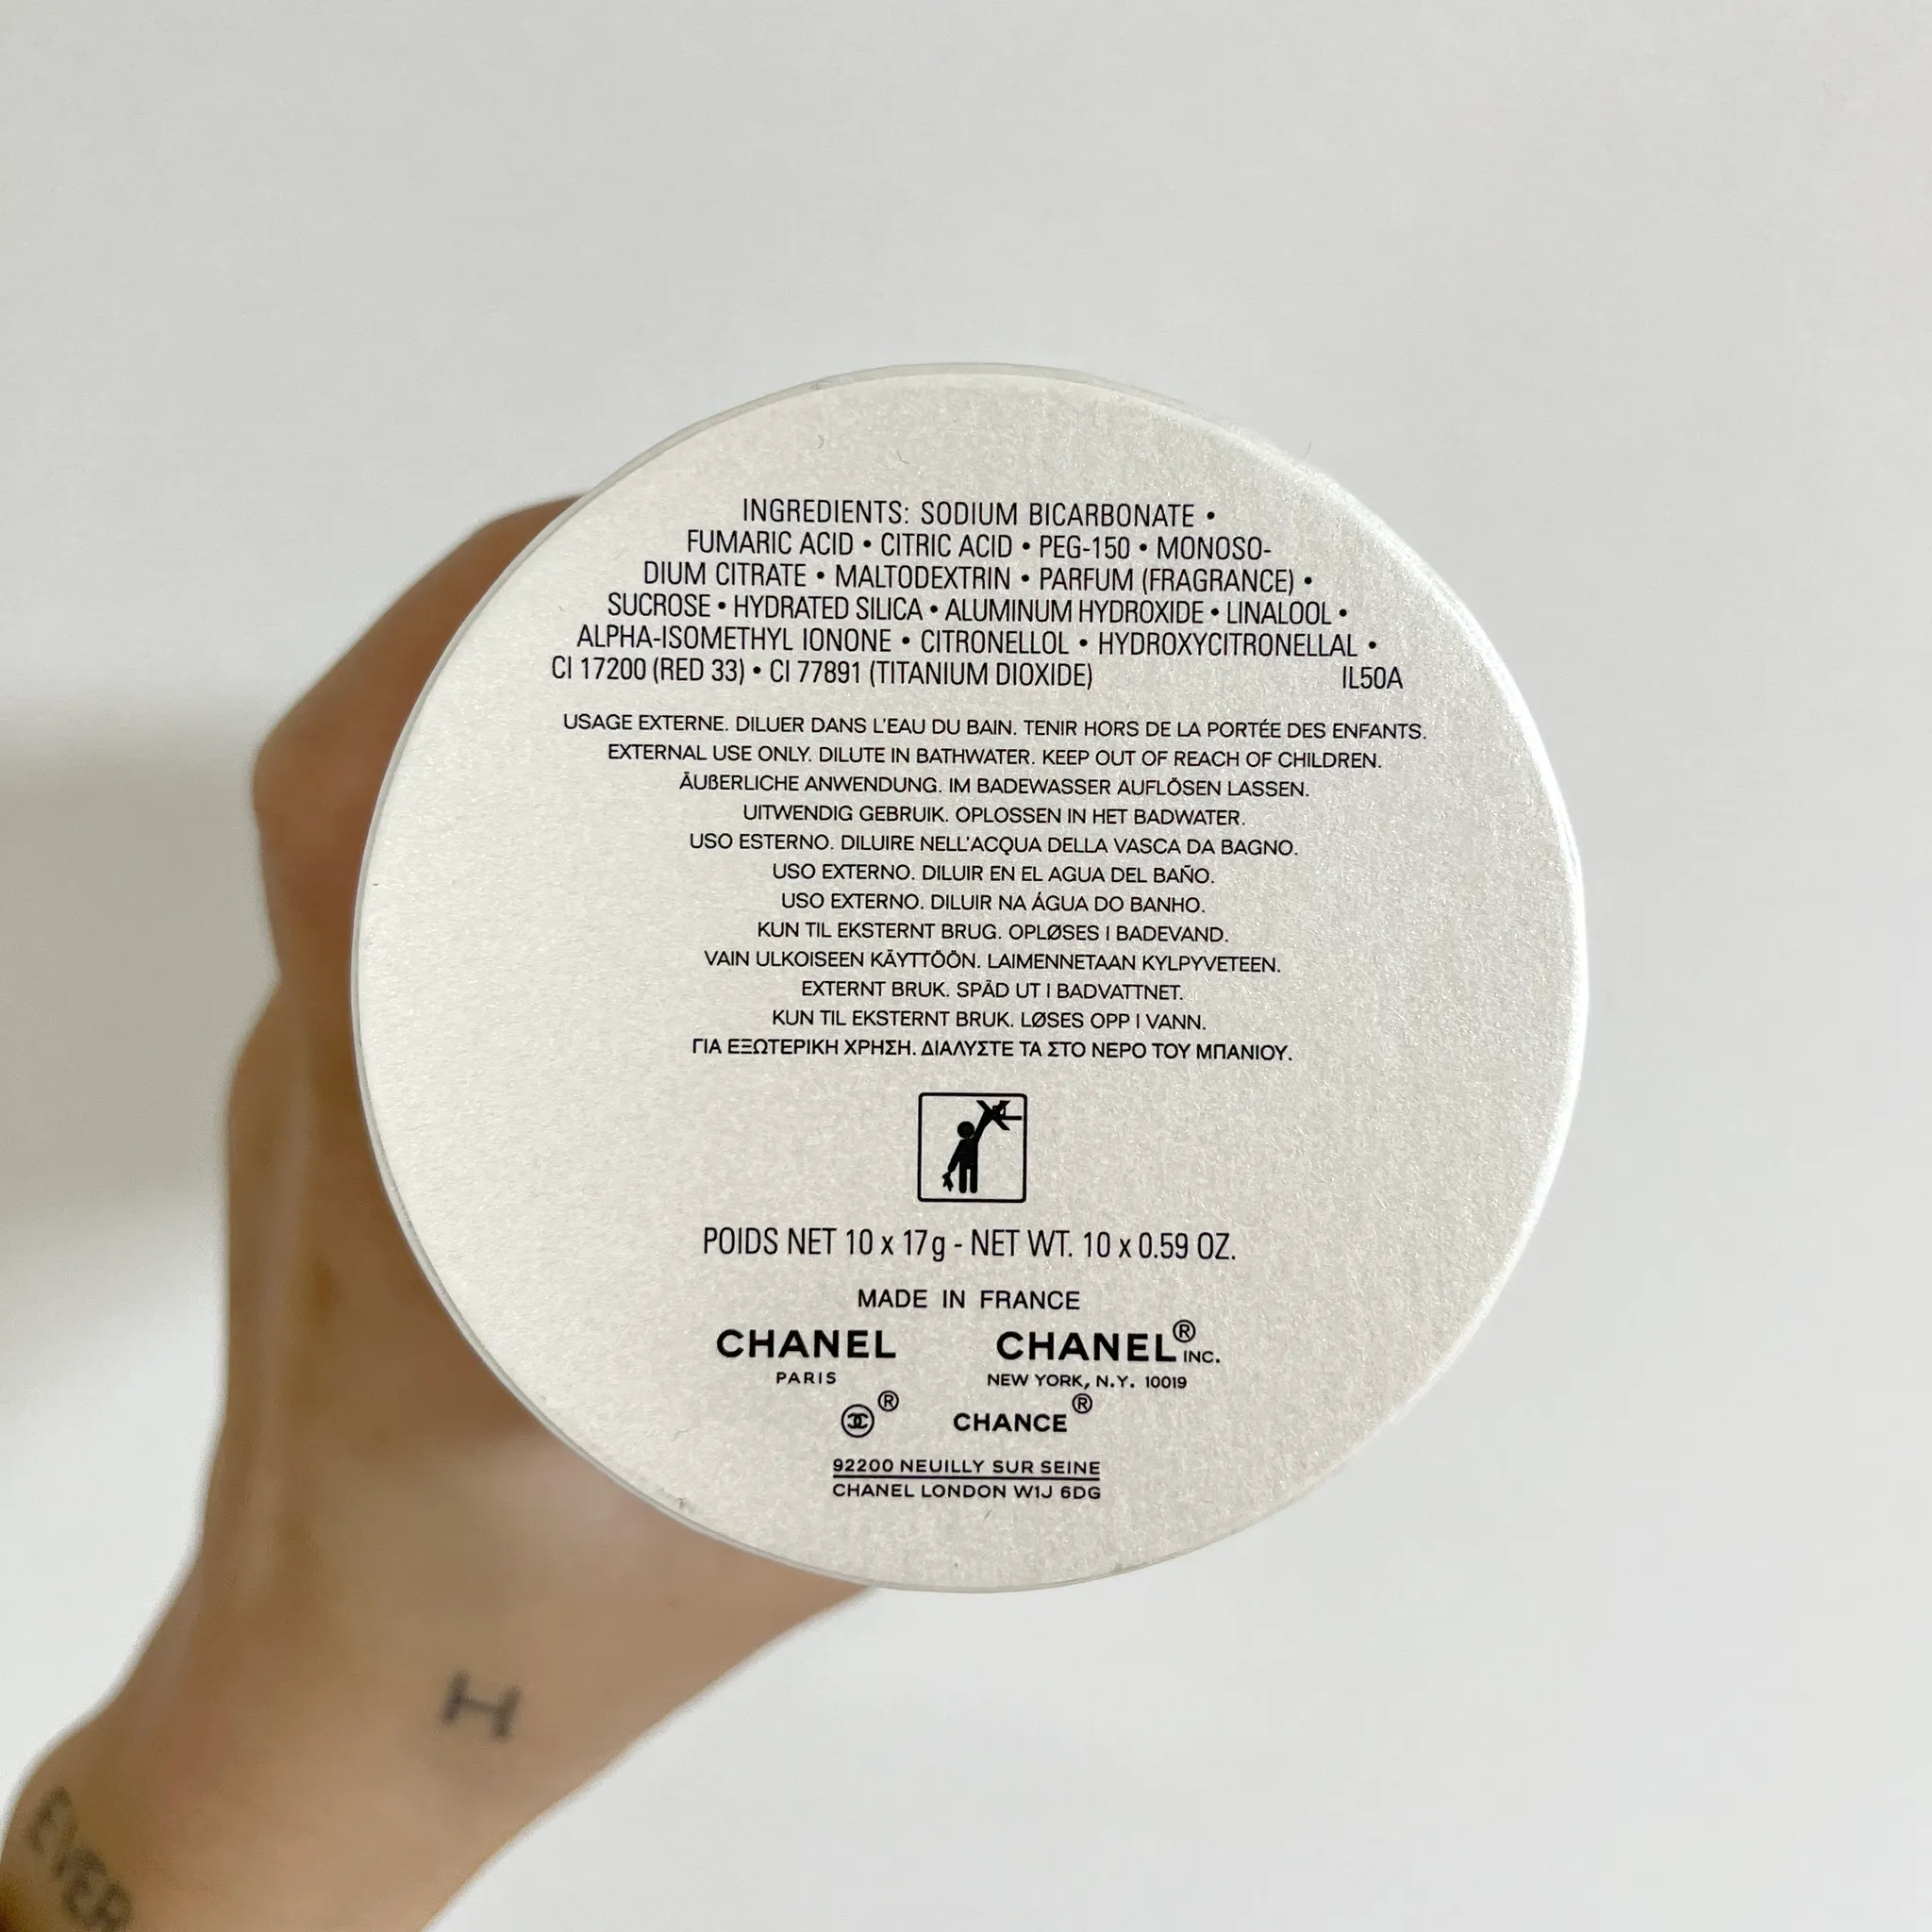 INGREDIENTS: SODIUM BICARBONATE •
FUMARIC ACID • CITRIC ACID • PEG-150 • MONOSO-
DIUM CITRATE • MALTODEXTRIN • PARFUM (FRAGRANCE) •
SUCROSE • HYDRATED SILICA • ALUMINUM HYDROXIDE • LINALOOL •
ALPHA-ISOMETHYL IONONE • CITRONELLOL • HYDROXYCITRONELLAL •
CI 17200 (RED 33) • CI 77891 (TITANIUM DIOXIDE) IL50A
USAGE EXTERNE. DILUER DANS L'EAU DU BAIN. TENIR HORS DE LA PORTÉE DES ENFANTS.
EXTERNAL USE ONLY. DILUTE IN BATHWATER. KEEP OUT OF REACH OF CHILDREN.
ÄUßERLICHE ANWENDUNG. IM BADEWASSER AUFLÖSEN LASSEN.
UITWENDIG GEBRUIK. OPLOSSEN IN HET BADWATER.
USO ESTERNO. DILUIRE NELL'ACQUA DELLA VASCA DA BAGNO.
USO EXTERNO. DILUIR EN EL AGUA DEL BAÑO.
USO EXTERNO. DILUIR NA ÁGUA DO BANHO.
KUN TIL EKSTERNT BRUG. OPLØSES I BADEVAND.
VAIN ULKOISEEN KÄYTTÖÖN. LAIMENNETAAN KYLPYVETEEN.
EXTERNT BRUK. SPÄD UT I BADVATTNET.
KUN TIL EKSTERNT BRUK. LØSES OPP I VANN.
ΓΙΑ ΕΞΩΤΕΡΙΚΗ ΧΡΗΣΗ. ΔΙΑΛΥΣΤΕ ΤΑ ΣΤΟ ΝΕΡΟ ΤΟΥ ΜΠΑΝΙΟΥ.
POIDS NET 10 x 17g - NET WT. 10 x 0.59 OZ.
MADE IN FRANCE
CHANEL CHANEL® INC.
PARIS NEW YORK, N.Y. 10019
® CHANCE®
92200 NEUILLY SUR SEINE
CHANEL LONDON W1J 6DG
H
EVER